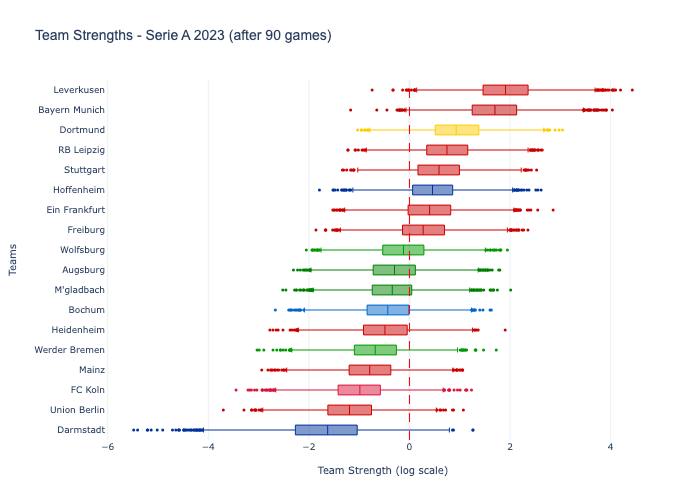 Team Strengths - Serie A 2023 (after 90 games)
Leverkusen
Bayern Munich
Dortmund
RB Leipzig
Stuttgart
Hoffenheim
Ein Frankfurt
Freiburg
Wolfsburg
Augsburg
M'gladbach
Bochum
Heidenheim
Werder Bremen
Mainz
FC Koln
Union Berlin
Darmstadt
Teams
−6 −4 −2 0 2 4
Team Strength (log scale)